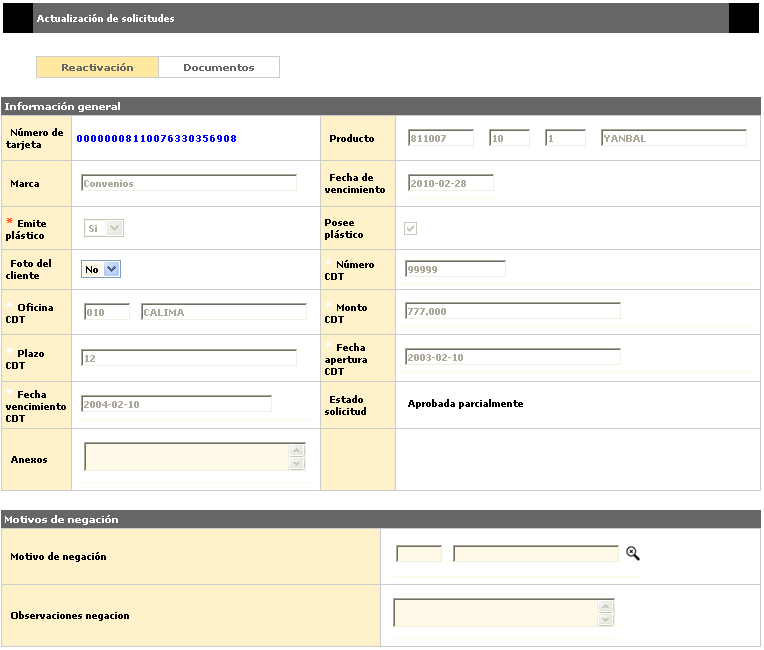 Actualización de solicitudes
Reactivación Documentos
Información general
Número de tarjeta 00000008110076330356908 Producto 811007 10 1 YANBAL
Marca Convenios Fecha de vencimiento 2010-02-28
* Emite plástico Si Posee plástico
Foto del cliente No * Número CDT 99999
* Oficina CDT 010 CALIMA * Monto CDT 777,000
* Plazo CDT 12 * Fecha apertura CDT 2003-02-10
* Fecha vencimiento CDT 2004-02-10 Estado solicitud Aprobada parcialmente
Anexos
Motivos de negación
Motivo de negación
Observaciones negacion